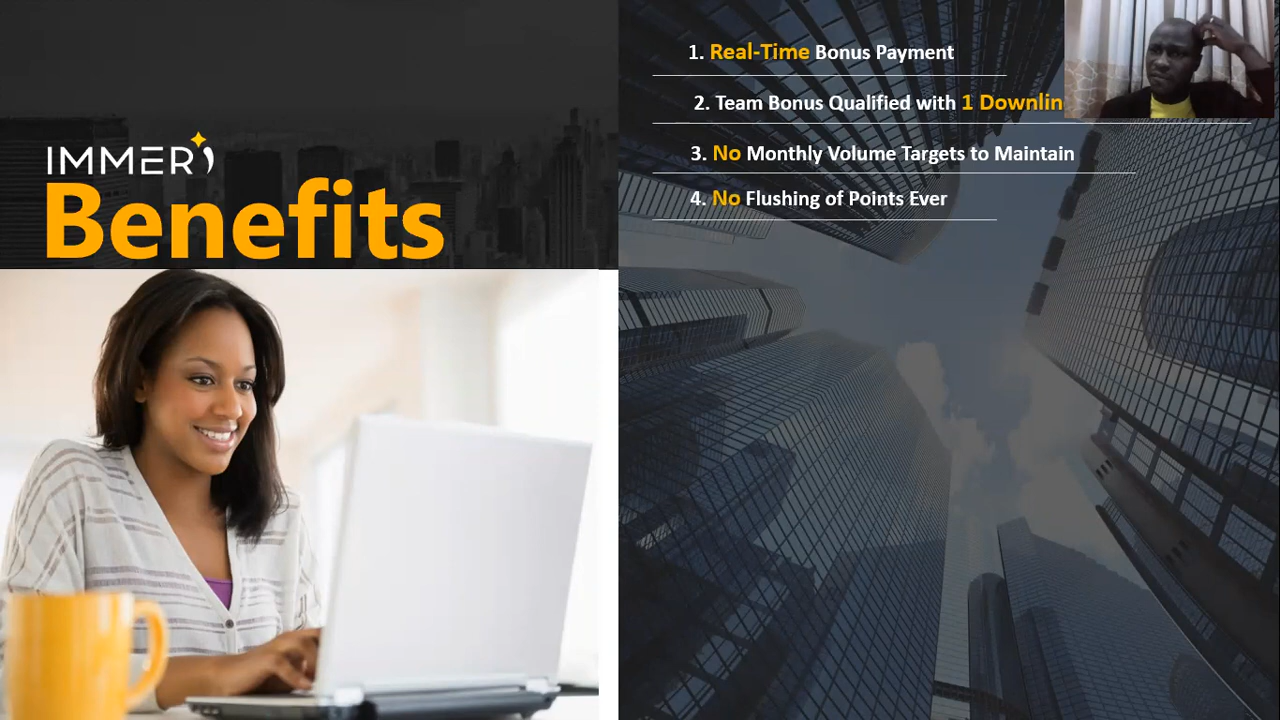 IMMERI
Benefits
1. Real-Time Bonus Payment
2. Team Bonus Qualified with 1 Downlin
3. No Monthly Volume Targets to Maintain
4. No Flushing of Points Ever